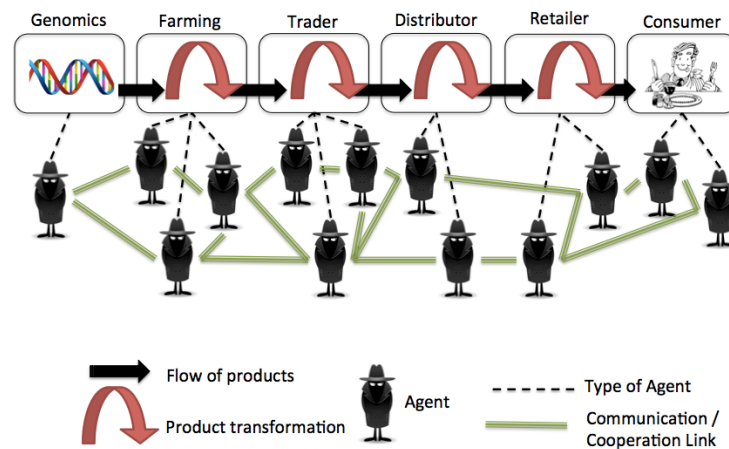 Genomics Farming Trader Distributor Retailer Consumer
Flow of products
Product transformation
Agent
Type of Agent
Communication /
Cooperation Link